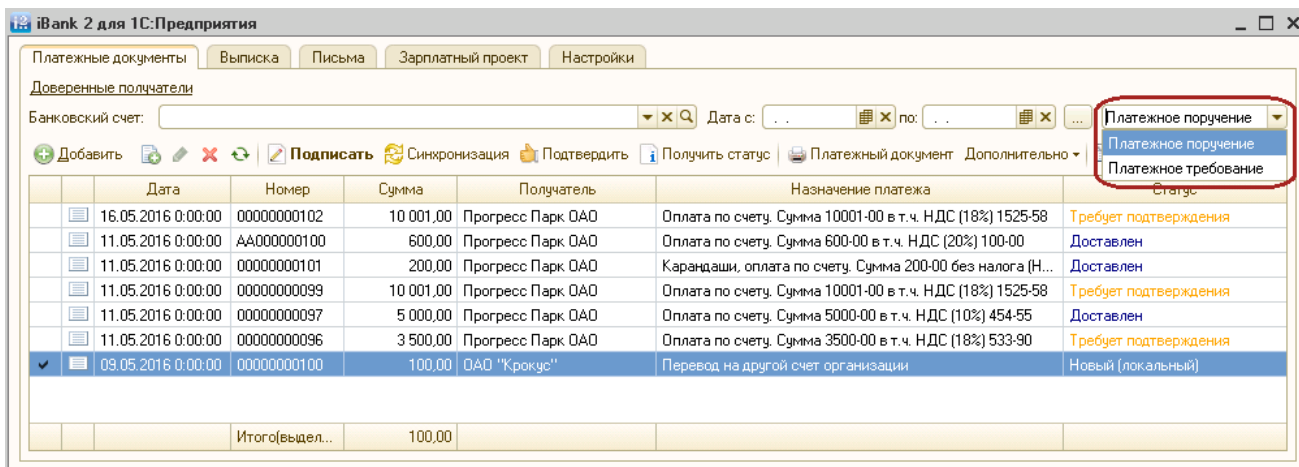 iBank 2 для 1С:Предприятия
Платежные документы Выписка Письма Зарплатный проект Настройки
Доверенные получатели
Банковский счет: Дата с: . . по: . . ... Платежное поручение
Платежное поручение
Платежное требование
Добавить Подписать Синхронизация Подтвердить Получить статус Платежный документ Дополнительно
Дата Номер Сумма Получатель Назначение платежа Статус
16.05.2016 0:00:00 00000000102 10 001,00 Прогресс Парк ОАО Оплата по счету. Сумма 10001-00 в т.ч. НДС (18%) 1525-58 Требует подтверждения
11.05.2016 0:00:00 АА000000100 600,00 Прогресс Парк ОАО Оплата по счету. Сумма 600-00 в т.ч. НДС (20%) 100-00 Доставлен
11.05.2016 0:00:00 00000000101 200,00 Прогресс Парк ОАО Карандаши, оплата по счету. Сумма 200-00 без налога (Н... Доставлен
11.05.2016 0:00:00 00000000099 10 001,00 Прогресс Парк ОАО Оплата по счету. Сумма 10001-00 в т.ч. НДС (18%) 1525-58 Требует подтверждения
11.05.2016 0:00:00 00000000097 5 000,00 Прогресс Парк ОАО Оплата по счету. Сумма 5000-00 в т.ч. НДС (10%) 454-55 Доставлен
11.05.2016 0:00:00 00000000096 3 500,00 Прогресс Парк ОАО Оплата по счету. Сумма 3500-00 в т.ч. НДС (18%) 533-90 Требует подтверждения
09.05.2016 0:00:00 00000000100 100,00 ОАО "Крокус" Перевод на другой счет организации Новый (локальный)
Итого(выдел... 100,00